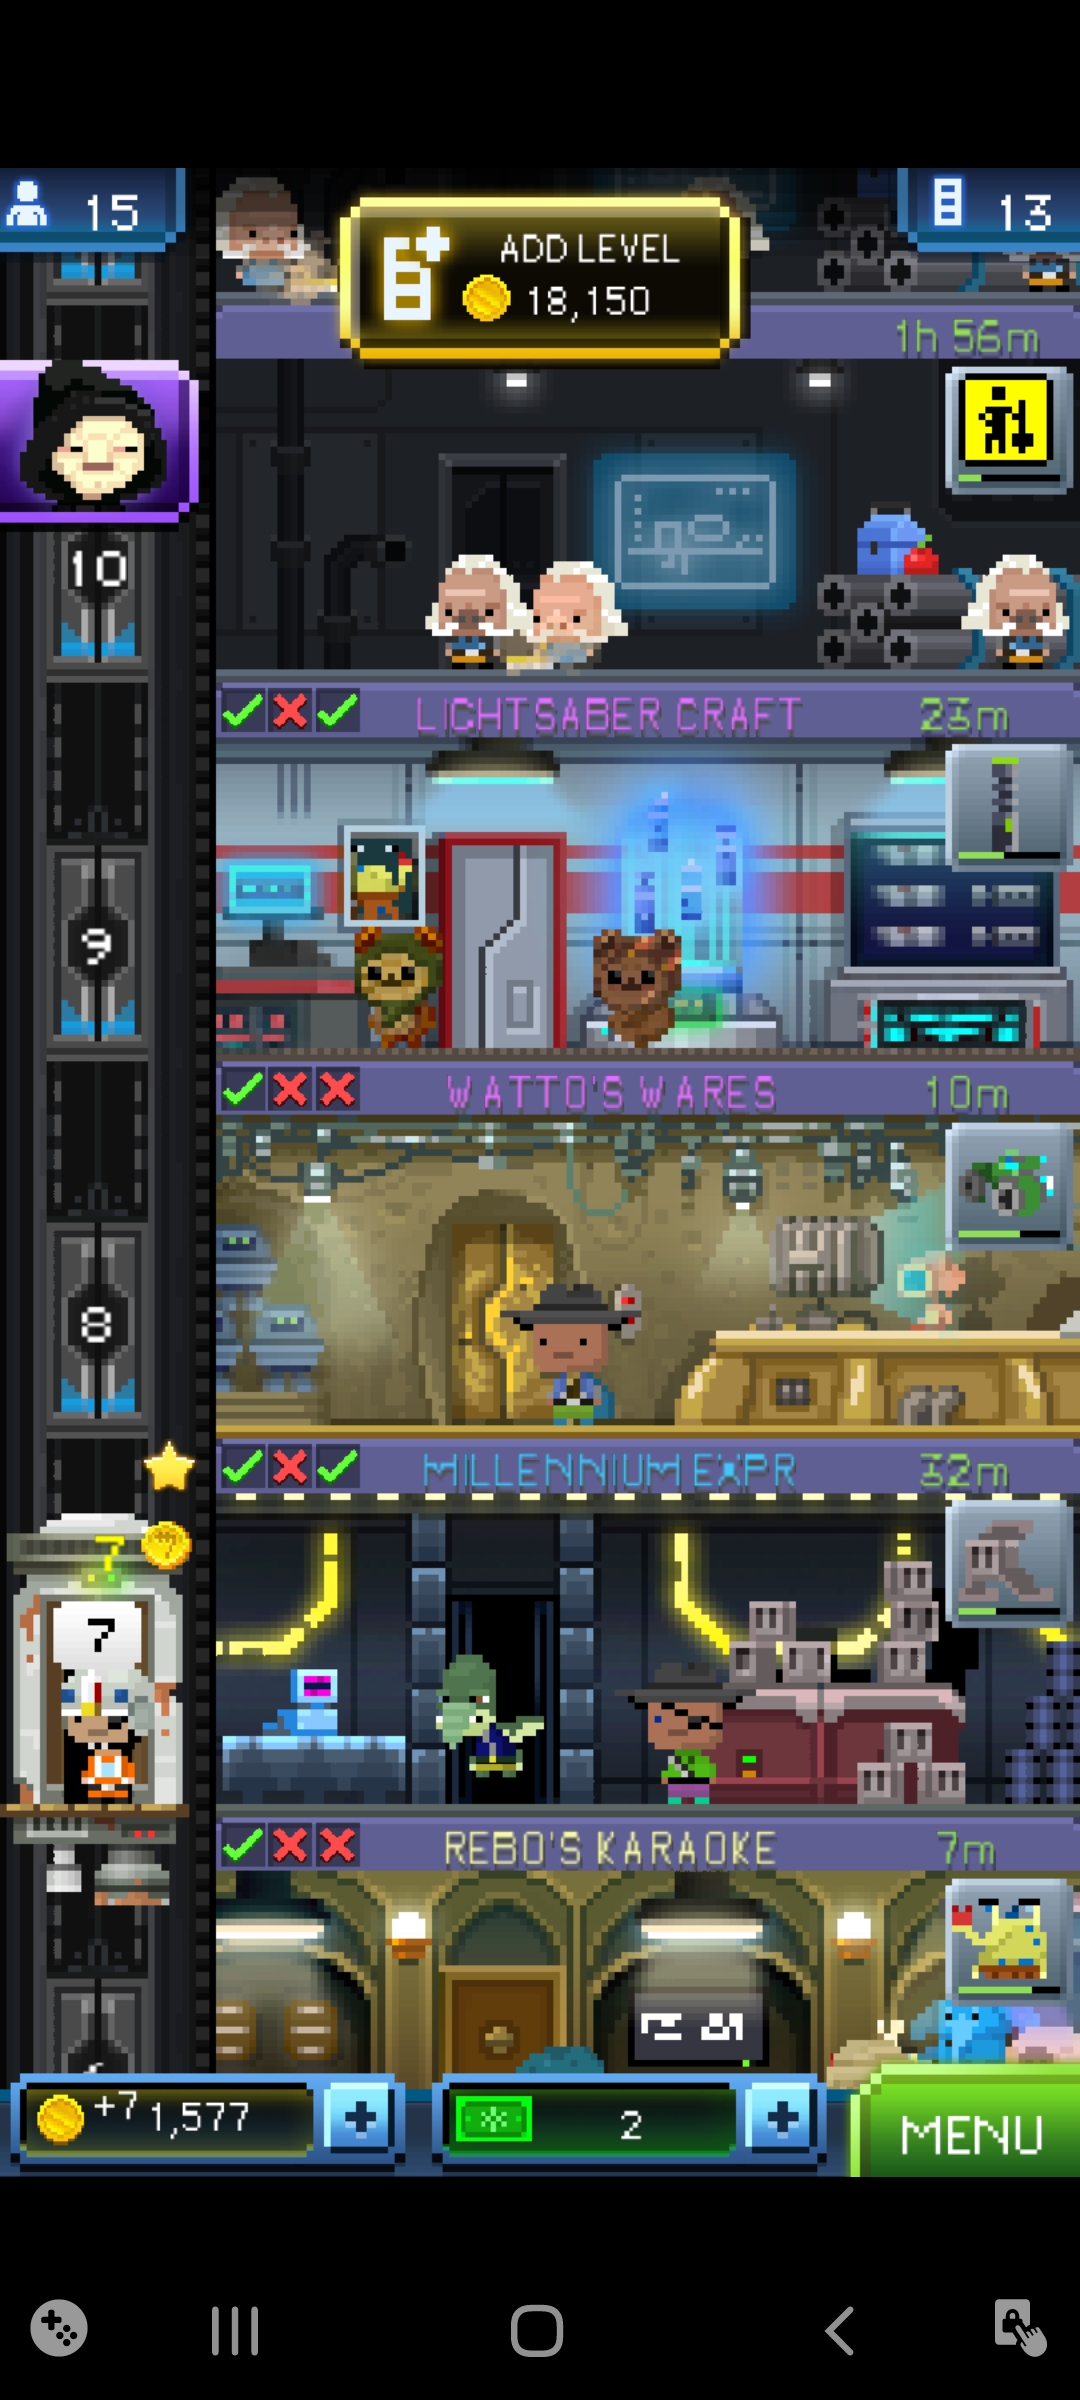 15
ADD LEVEL
18,150
13
1h 56m
10
LIGHTSABER CRAFT
23m
9
WATTO'S WARES
10m
8
MILLENNIUM EXPR
32m
7
7
REBO'S KARAOKE
7m
+7 1,577
2
MENU